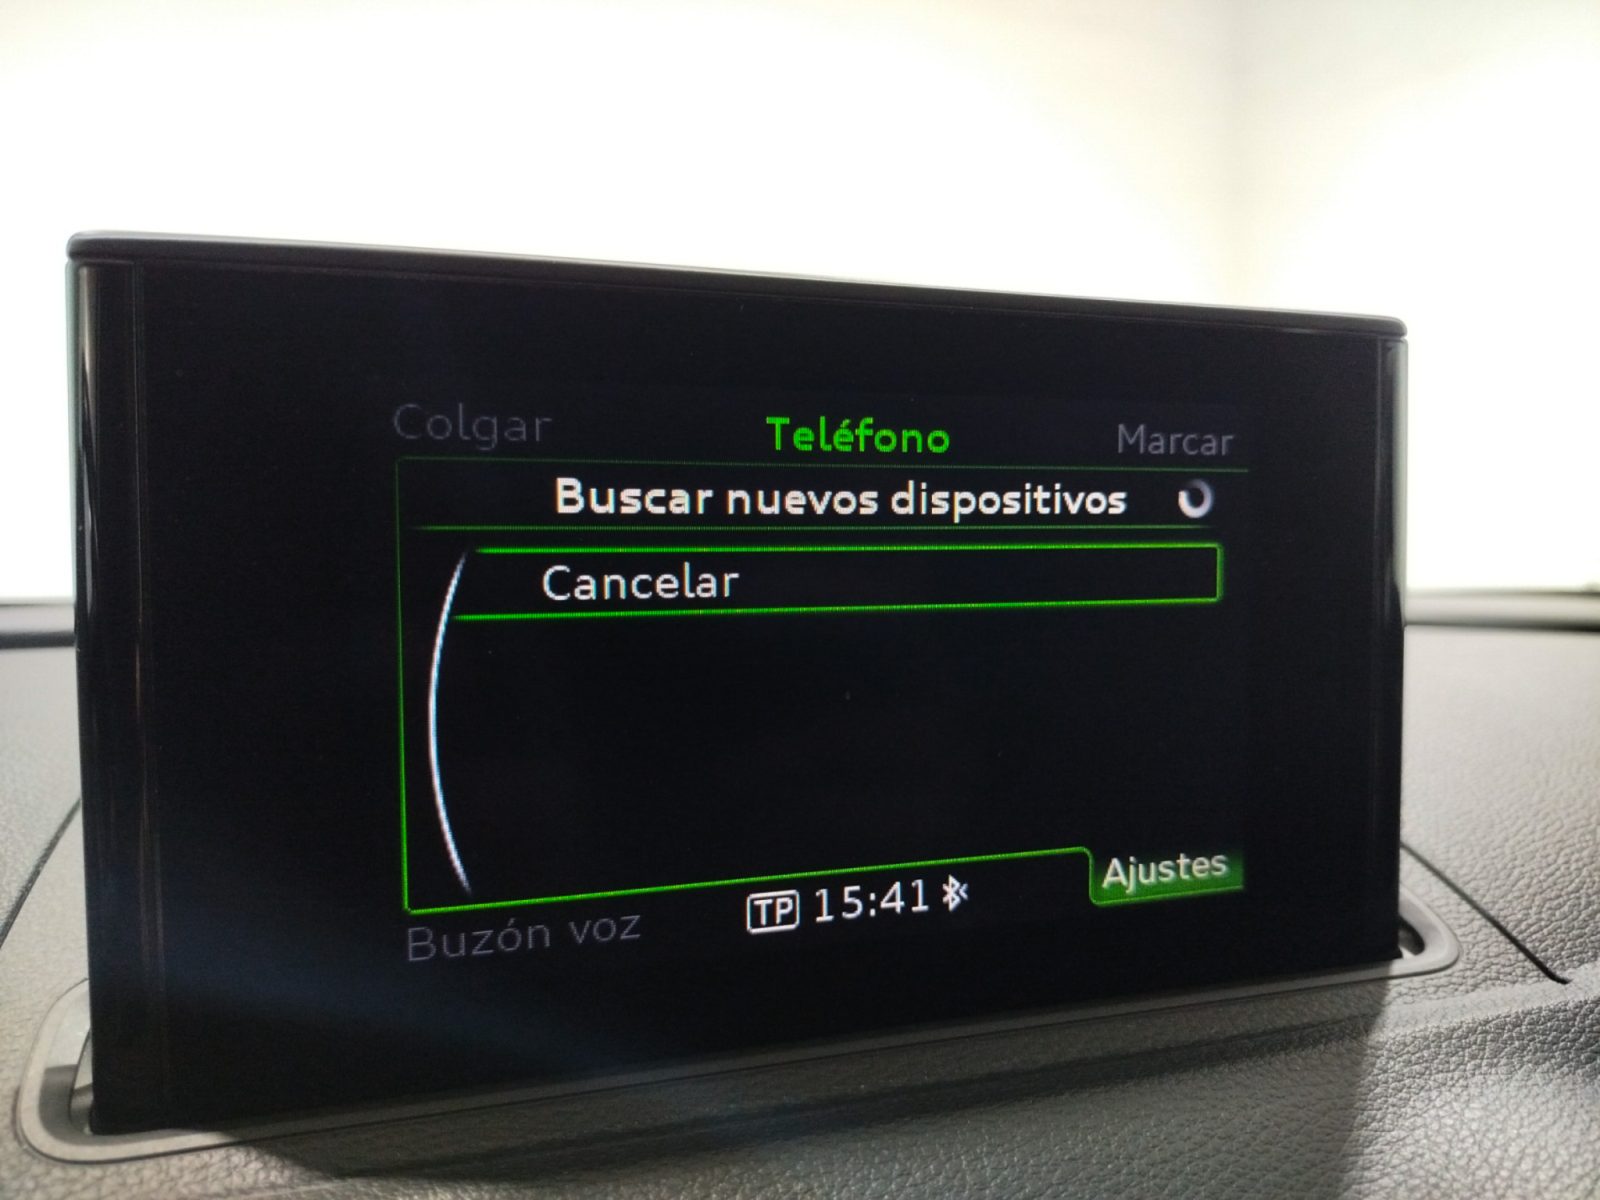 Colgar Teléfono Marcar
Buscar nuevos dispositivos
Cancelar
Ajustes
TP 15:41
Buzón voz